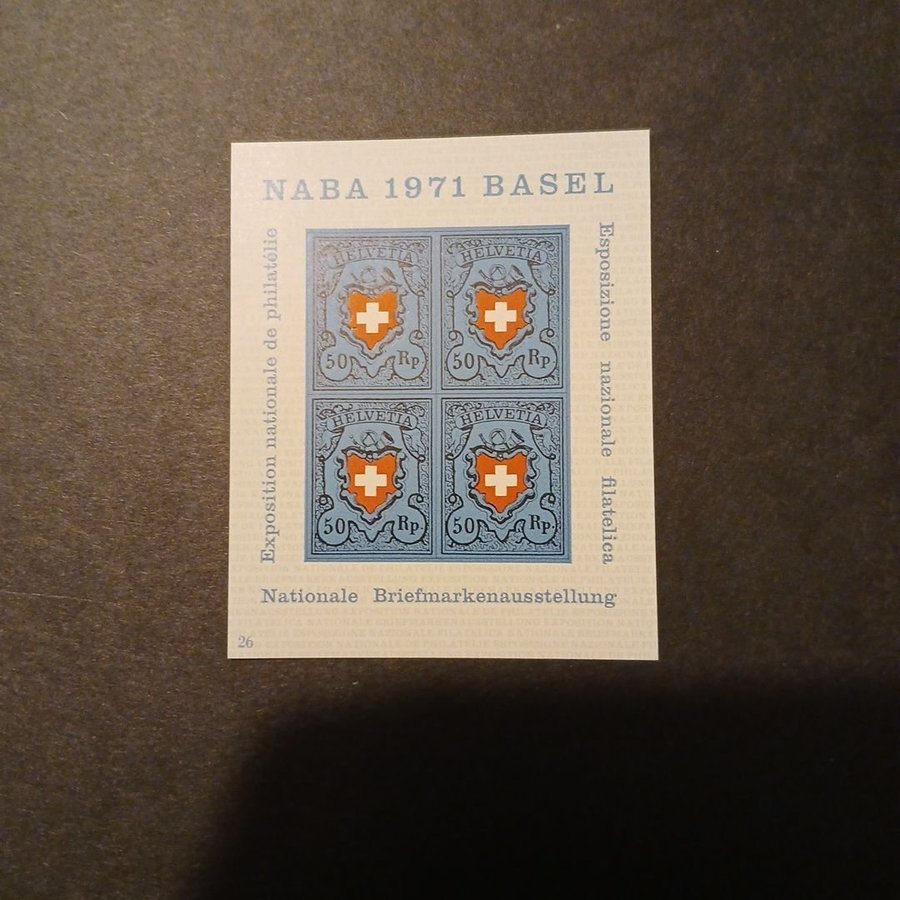 NABA 1971 BASEL
Exposition nationale de philatélie
HELVETIA
50 Rp.
HELVETIA
50 Rp.
HELVETIA
50 Rp.
HELVETIA
50 Rp.
Esposizione nazionale filatelica
Nationale Briefmarkenausstellung
26